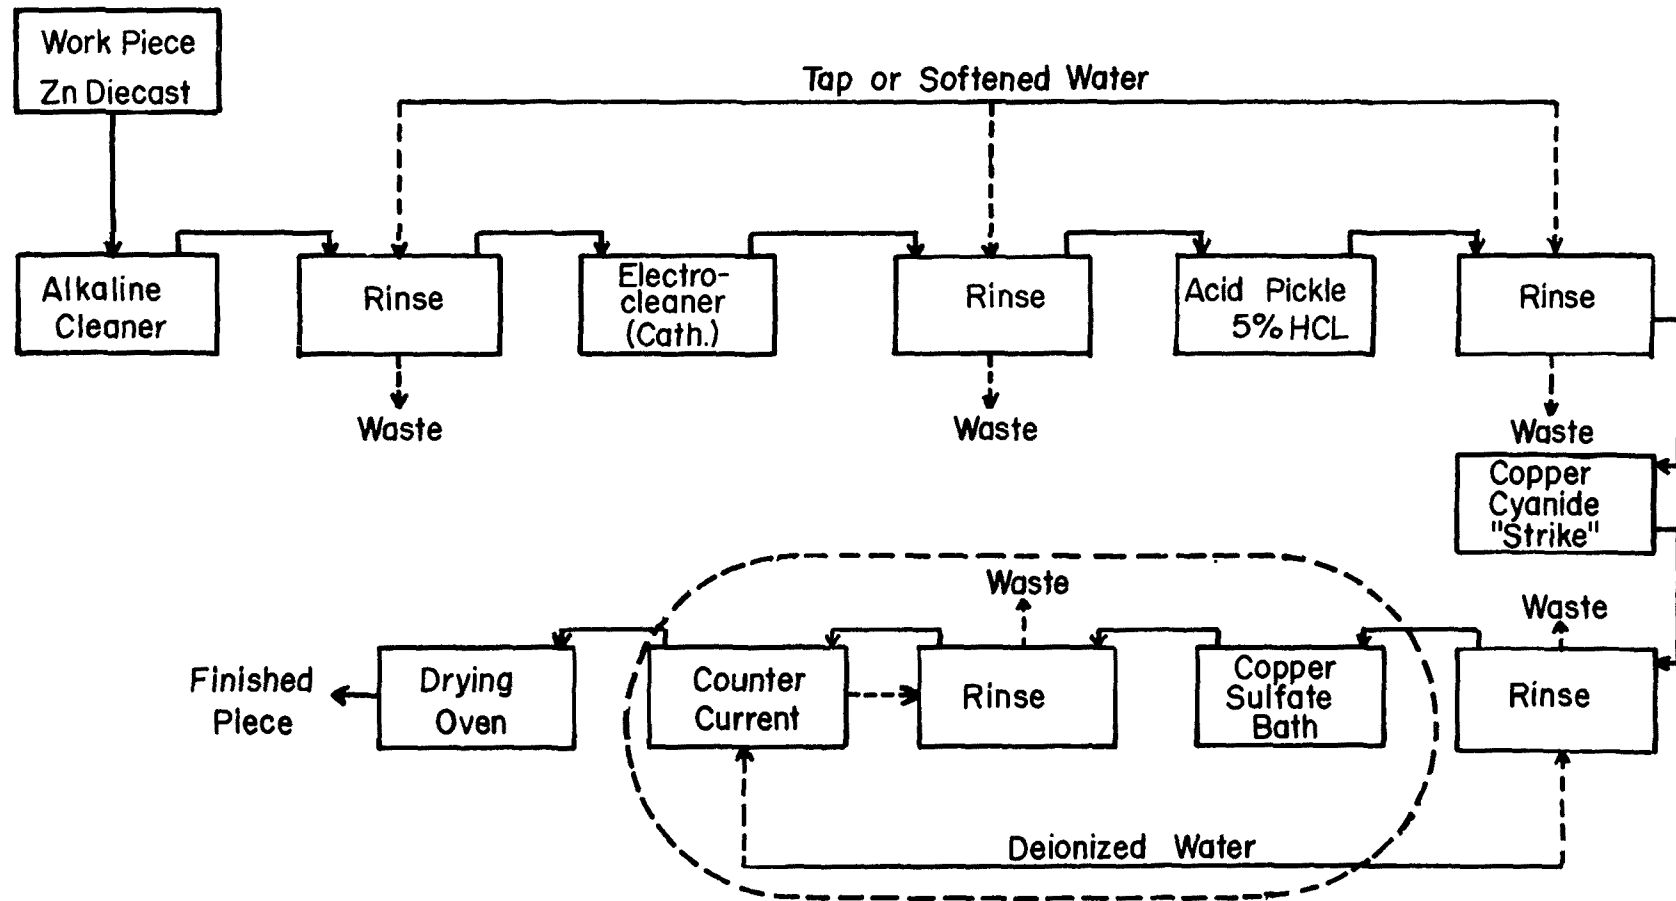 Work Piece
Zn Diecast
Tap or Softened Water
Alkaline
Cleaner
Rinse
Electro-
cleaner
(Cath.)
Rinse
Acid Pickle
5% HCL
Rinse
Waste
Waste
Waste
Copper
Cyanide
"Strike"
Waste
Waste
Finished
Piece
Drying
Oven
Counter
Current
Rinse
Copper
Sulfate
Bath
Rinse
Deionized Water